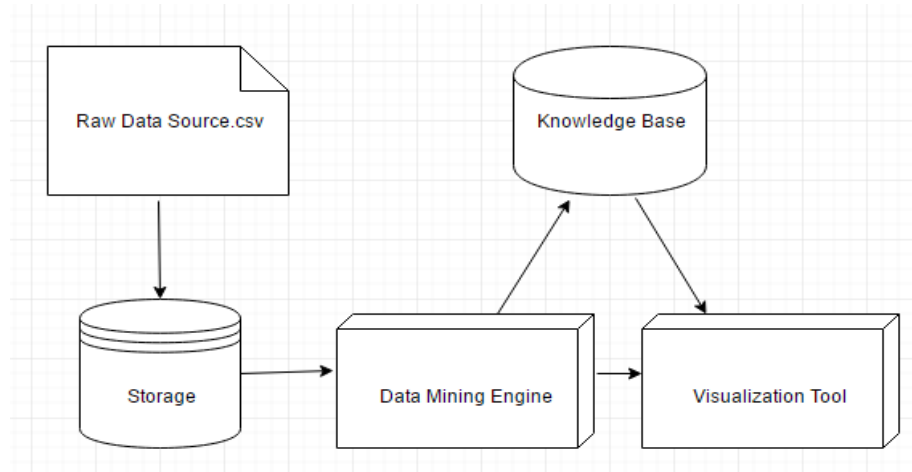 Raw Data Source.csv
Knowledge Base
Storage
Data Mining Engine
Visualization Tool